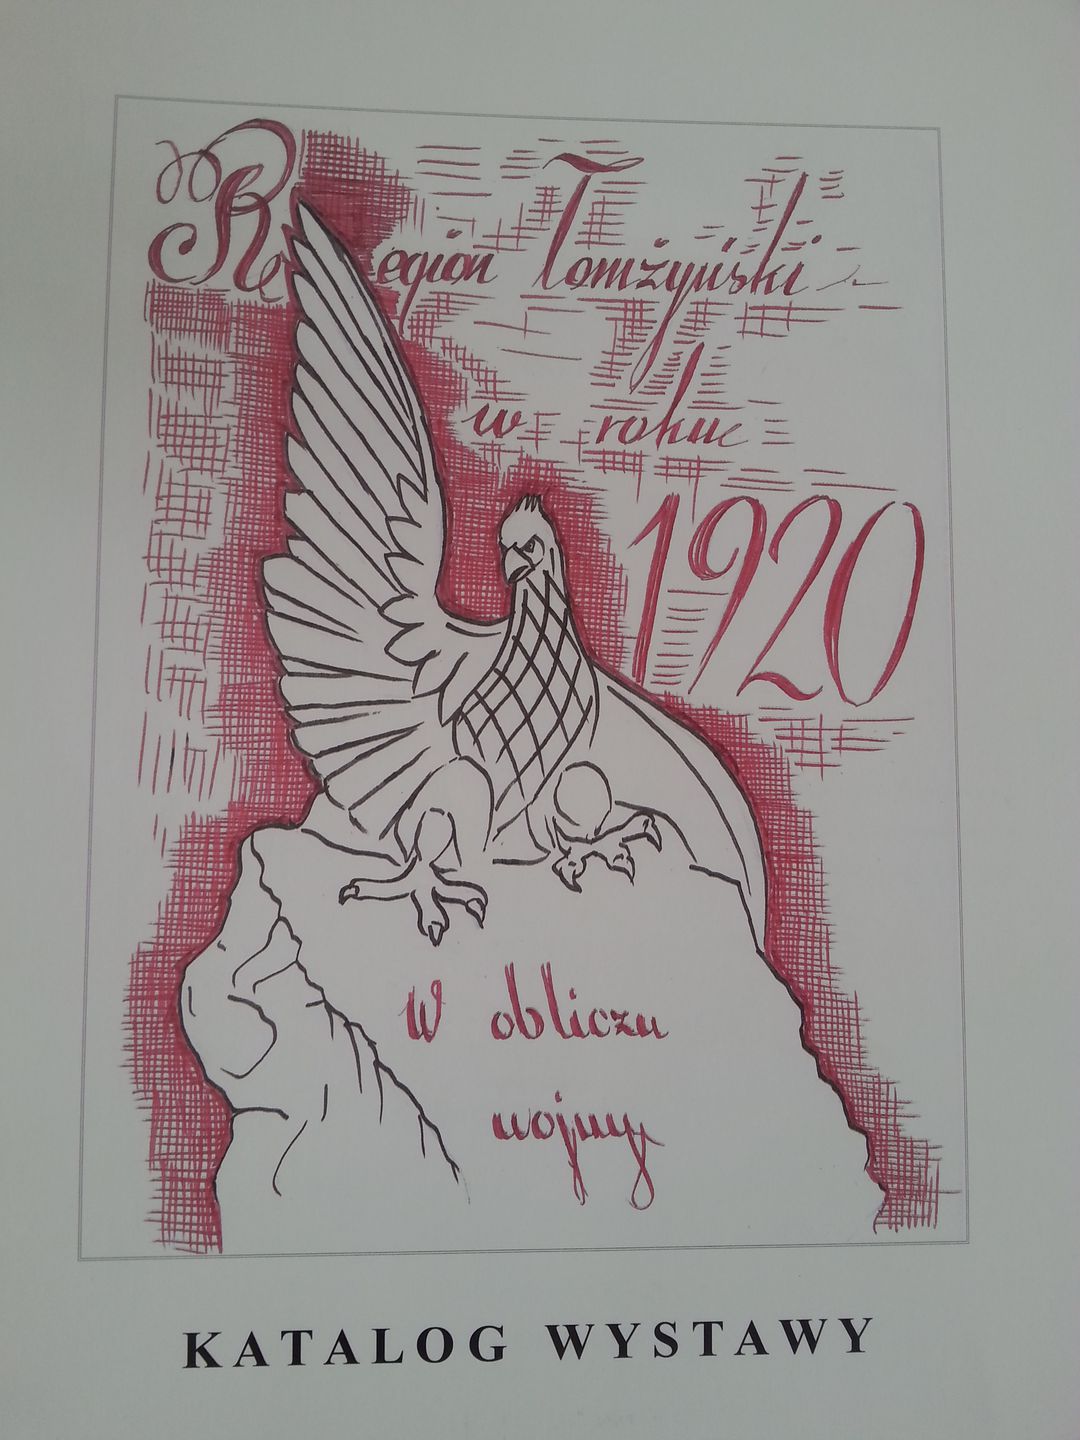 Region Łomżyński
w roku
1920
W obliczu
wojny
KATALOG WYSTAWY